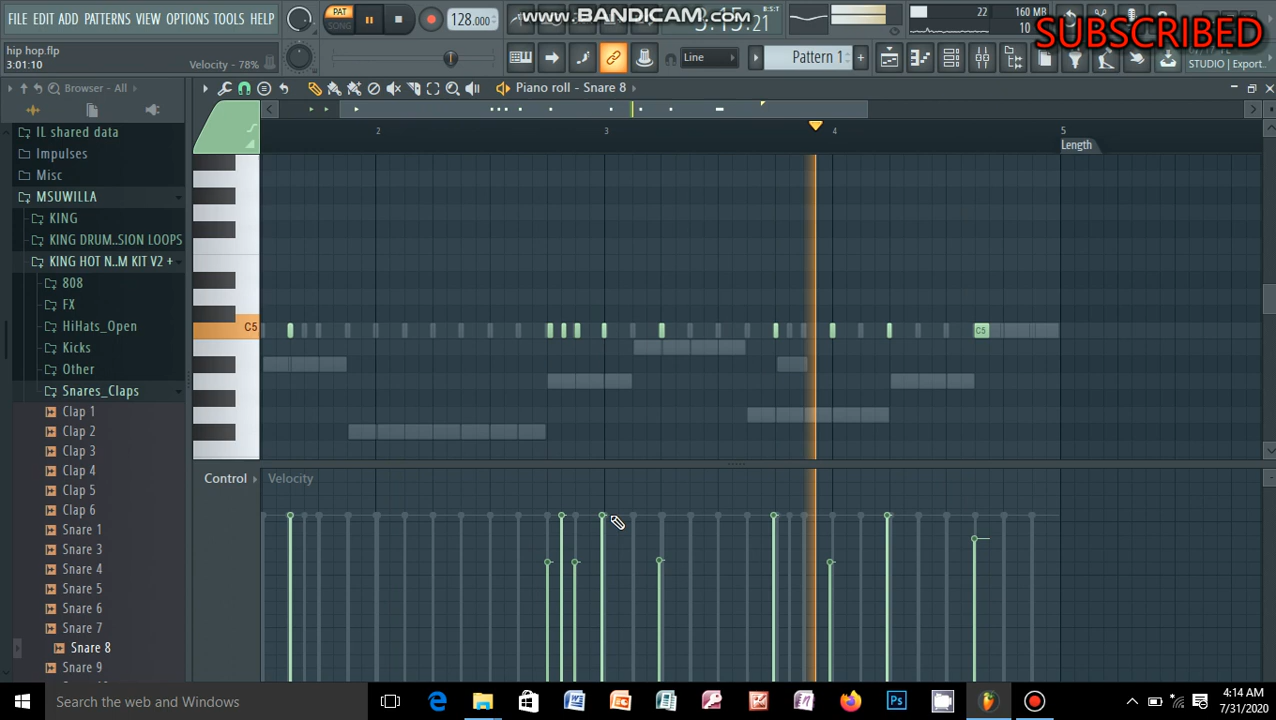 FILE EDIT ADD PATTERNS VIEW OPTIONS TOOLS HELP
PAT
SONG
128.000
www.BANDICAM.com
3:15:21
B:S:T
22
160 MB
10
SUBSCRIBED
hip hop.flp
3:01:10
Velocity - 78%
Line
Pattern 1
STUDIO | Export..
Browser - All
Piano roll - Snare 8
IL shared data
Impulses
Misc
MSUWILLA
KING
KING DRUM..SION LOOPS
KING HOT N..M KIT V2 +
808
FX
HiHats_Open
Kicks
Other
Snares_Claps
Clap 1
Clap 2
Clap 3
Clap 4
Clap 5
Clap 6
Snare 1
Snare 3
Snare 4
Snare 5
Snare 6
Snare 7
Snare 8
Snare 9
2
3
4
5
Length
C5
C5
Control
Velocity
Search the web and Windows
4:14 AM
7/31/2020